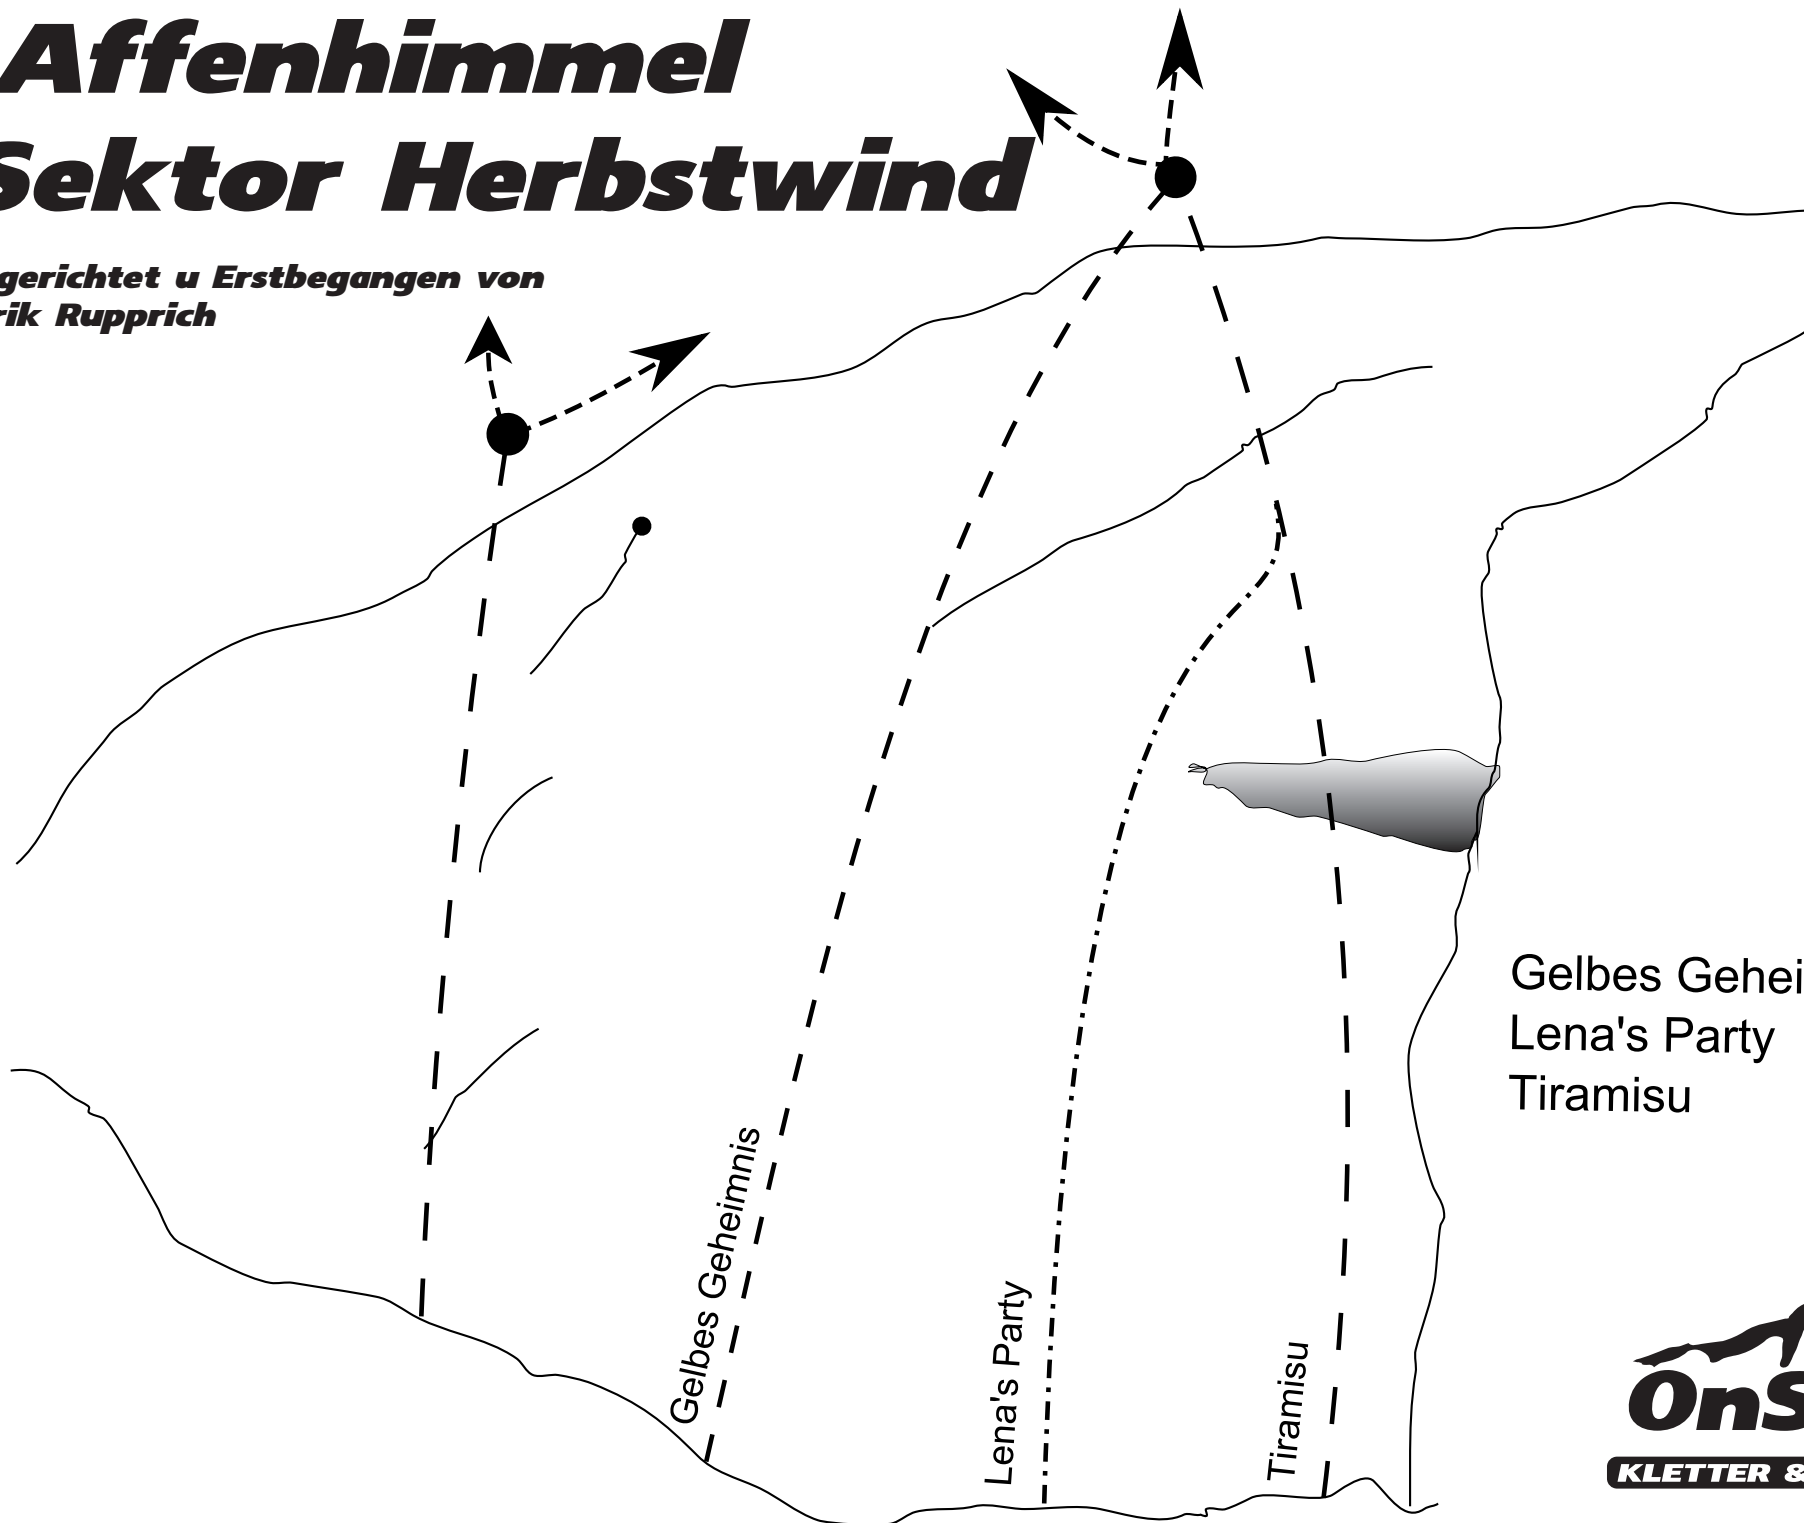 Affenhimmel
Sektor Herbstwind
gerichtet u Erstbegangen von
rik Rupprich
Gelbes Gehei
Lena's Party
Tiramisu
Gelbes Geheimnis
Lena's Party
Tiramisu
OnS
KLETTER &